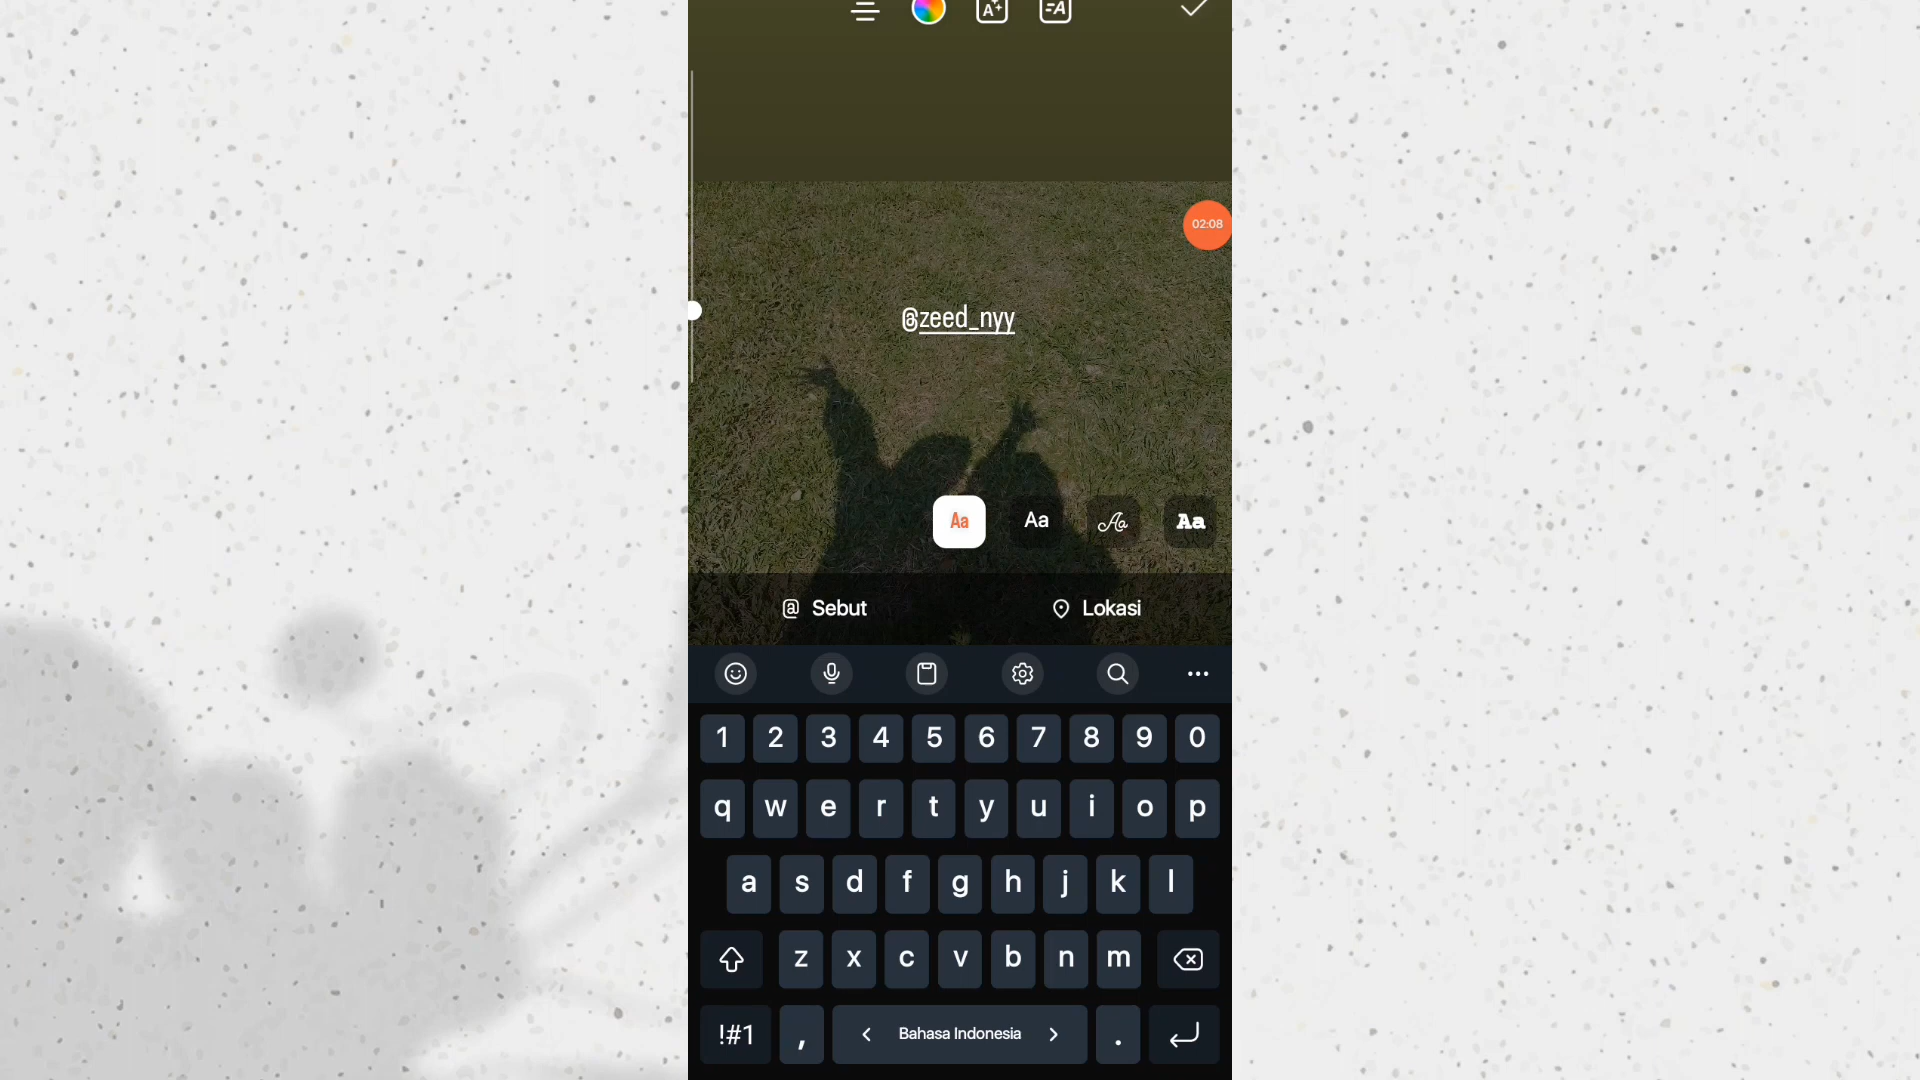 02:08
@zeed_nyy
Aa Aa Aa Aa
Sebut Lokasi
1 2 3 4 5 6 7 8 9 0
q w e r t y u i o p
a s d f g h j k l
z x c v b n m
!#1 , < Bahasa Indonesia > .